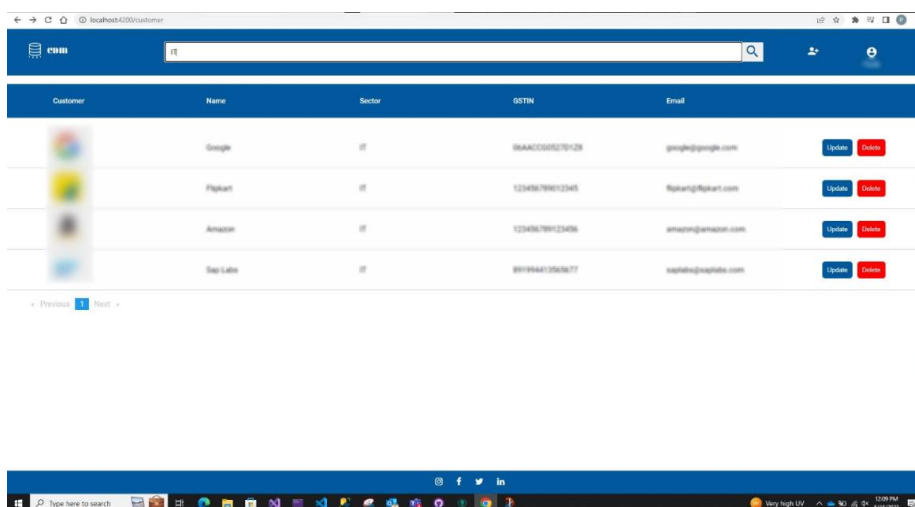 localhost:4200/customer
cdm
IT
Customer Name Sector GSTIN Email
Google IT google@google.com Update Delete
Flipkart IT 123456789012345 flipkart@flipkart.com Update Delete
Amazon IT 123456789123456 amazon@amazon.com Update Delete
Sap Labs IT saplabs@saplabs.com Update Delete
« Previous 1 Next »
Type here to search
Very high UV
12:09 PM